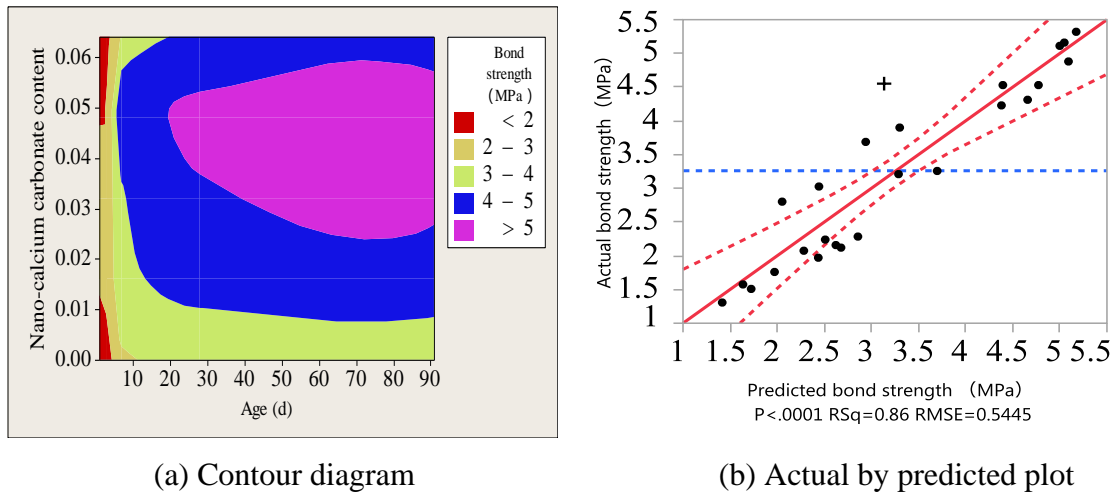 Nano-calcium carbonate content
0.06
0.05
0.04
0.03
0.02
0.01
0.00
10 20 30 40 50 60 70 80 90
Age (d)
Bond
strength
(MPa)
< 2
2 – 3
3 – 4
4 – 5
> 5
(a) Contour diagram
Actual bond strength (MPa)
5.5
5
4.5
4
3.5
3
2.5
2
1.5
1
1 1.5 2 2.5 3 3.5 4 4.5 5 5.5
Predicted bond strength (MPa)
P<.0001 RSq=0.86 RMSE=0.5445
(b) Actual by predicted plot